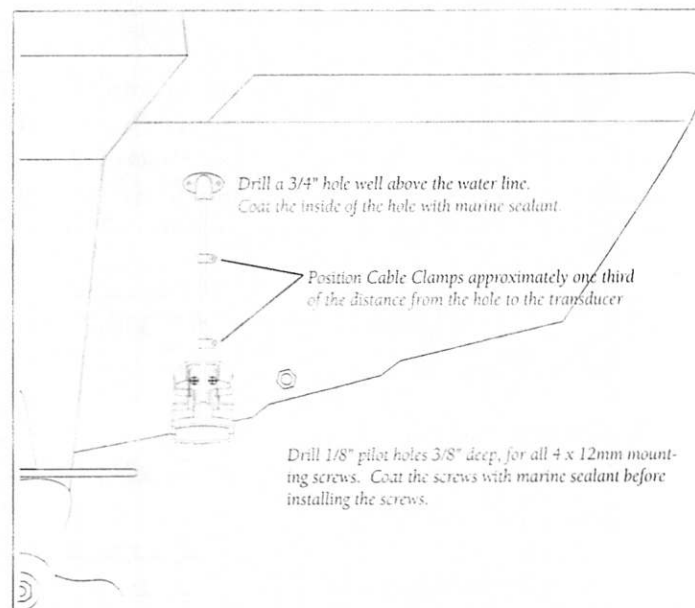 Drill a 3/4" hole well above the water line.
Coat the inside of the hole with marine sealant.
Position Cable Clamps approximately one third
of the distance from the hole to the transducer
Drill 1/8" pilot holes 3/8" deep, for all 4 x 12mm mount-
ing screws. Coat the screws with marine sealant before
installing the screws.